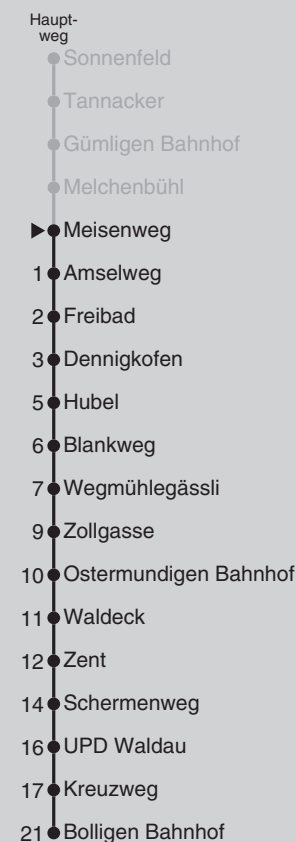 Haupt-
weg
Sonnenfeld
Tannacker
Gümligen Bahnhof
Melchenbühl
Meisenweg
1 Amselweg
2 Freibad
3 Dennigkofen
5 Hubel
6 Blankweg
7 Wegmühlegässli
9 Zollgasse
10 Ostermundigen Bahnhof
11 Waldeck
12 Zent
14 Schermenweg
16 UPD Waldau
17 Kreuzweg
21 Bolligen Bahnhof